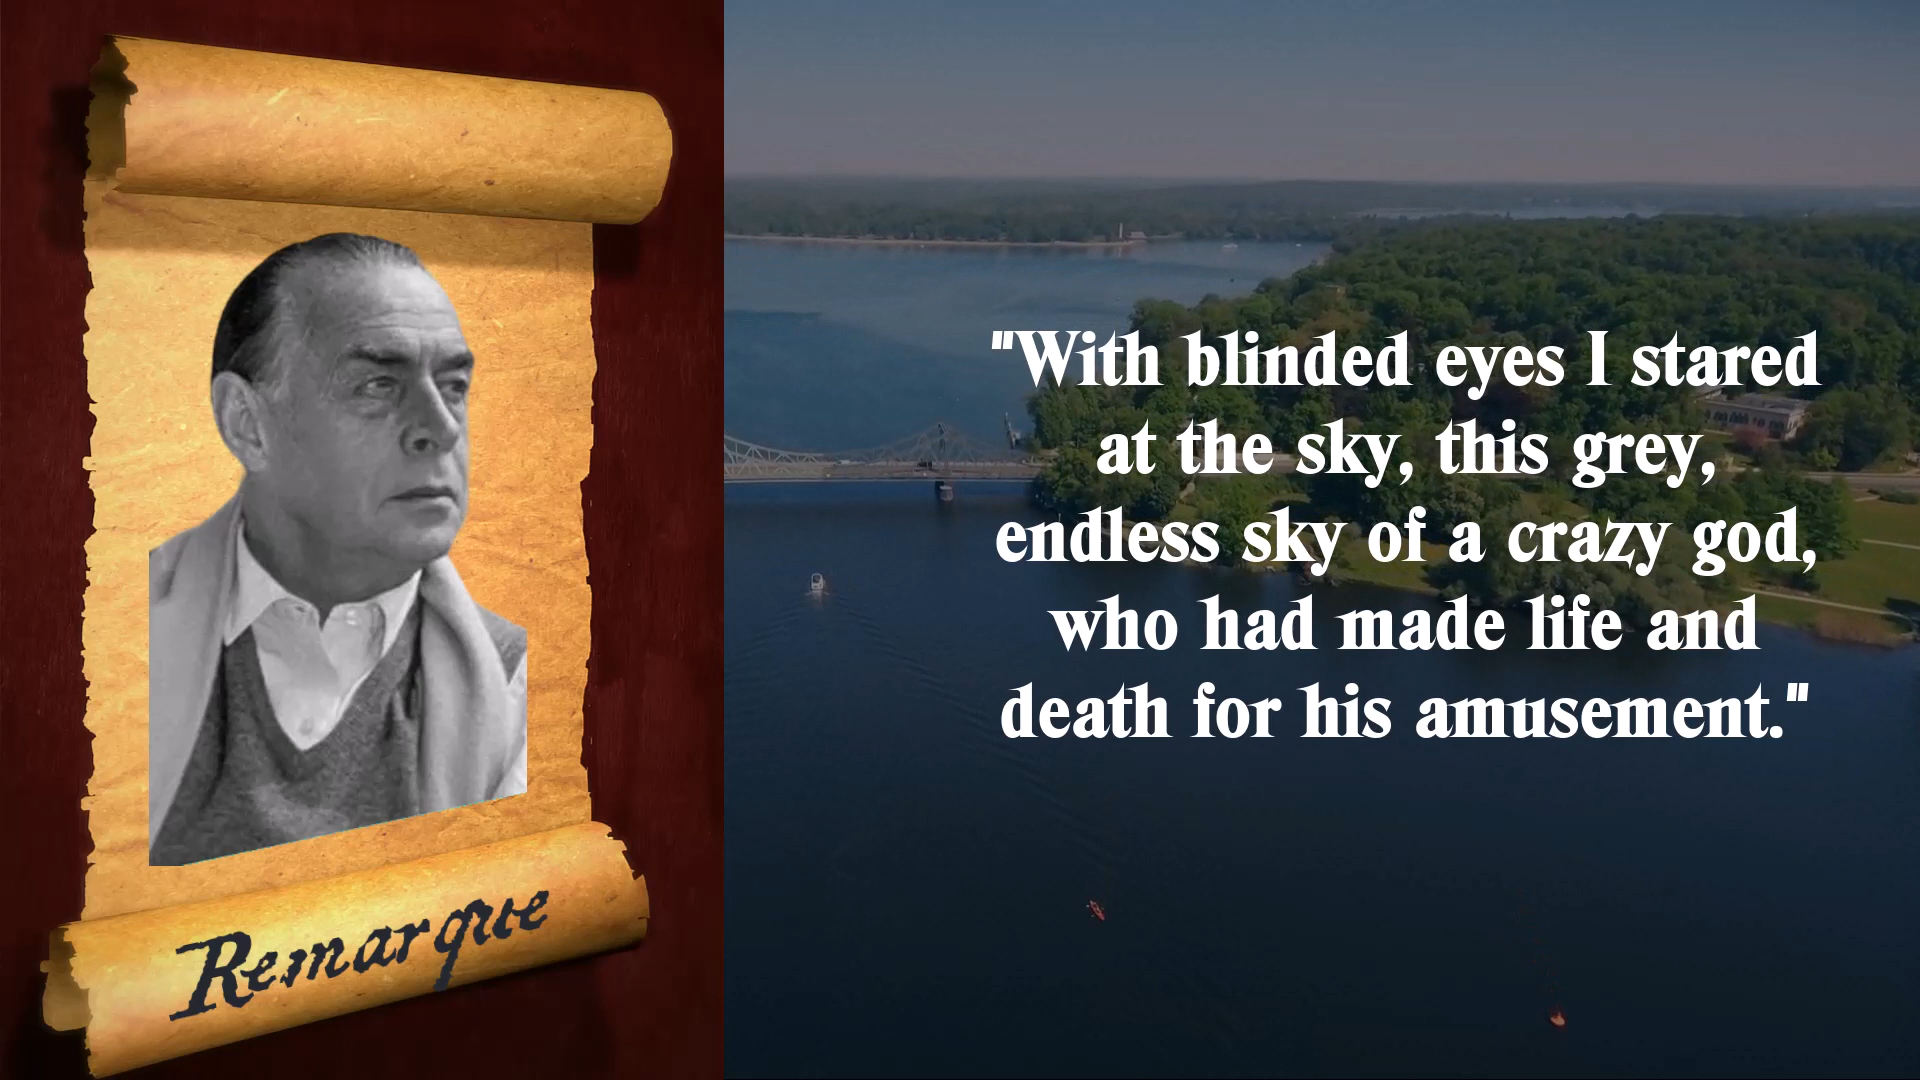 Remarque
"With blinded eyes I stared
at the sky, this grey,
endless sky of a crazy god,
who had made life and
death for his amusement."